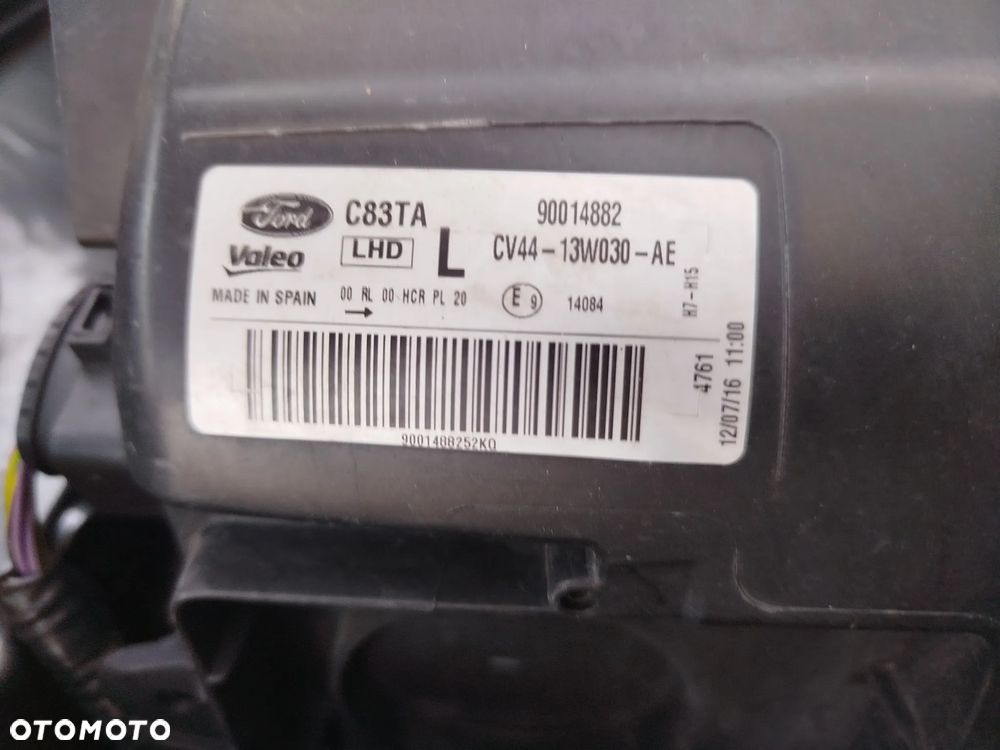 Ford C83TA 90014882
Valeo LHD L CV44-13W030-AE
MADE IN SPAIN 00 RL 00 HCR PL 20 E 9 14084
H7-H15
4761
12/07/16 11:00
9001488252KQ
OTOMOTO